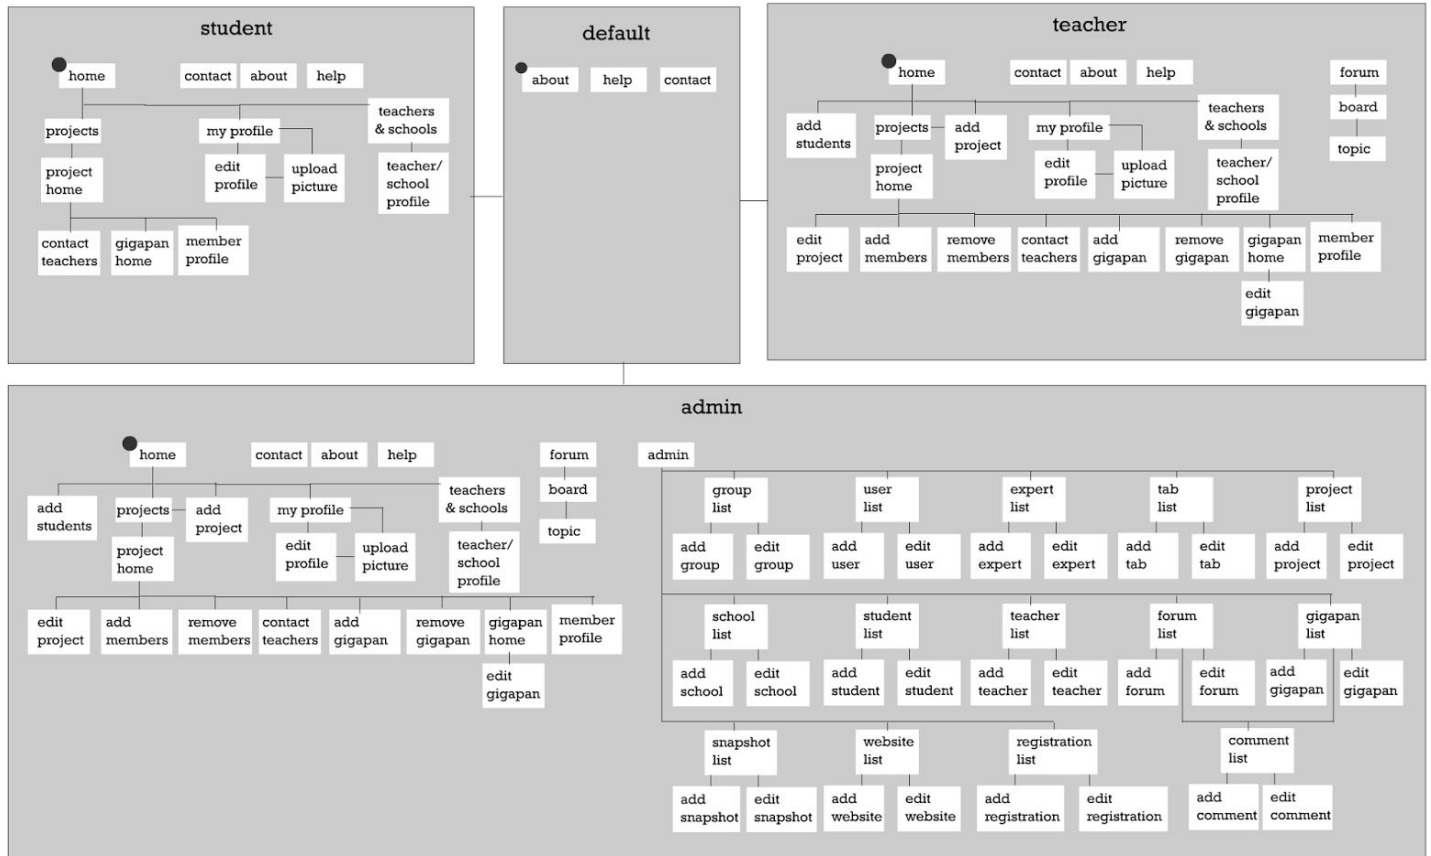 student
home
contact
about
help
projects
my profile
teachers
& schools
project
home
edit
profile
upload
picture
teacher/
school
profile
contact
teachers
gigapan
home
member
profile
default
about
help
contact
teacher
home
contact
about
help
forum
add
students
projects
add
project
my profile
teachers
& schools
board
project
home
edit
profile
upload
picture
teacher/
school
profile
topic
edit
project
add
members
remove
members
contact
teachers
add
gigapan
remove
gigapan
gigapan
home
member
profile
edit
gigapan
admin
home
contact
about
help
forum
add
students
projects
add
project
my profile
teachers
& schools
board
project
home
edit
profile
upload
picture
teacher/
school
profile
topic
edit
project
add
members
remove
members
contact
teachers
add
gigapan
remove
gigapan
gigapan
home
member
profile
edit
gigapan
admin
group
list
user
list
expert
list
tab
list
project
list
add
group
edit
group
add
user
edit
user
add
expert
edit
expert
add
tab
edit
tab
add
project
edit
project
school
list
student
list
teacher
list
forum
list
gigapan
list
add
school
edit
school
add
student
edit
student
add
teacher
edit
teacher
add
forum
edit
forum
add
gigapan
edit
gigapan
snapshot
list
website
list
registration
list
comment
list
add
snapshot
edit
snapshot
add
website
edit
website
add
registration
edit
registration
add
comment
edit
comment